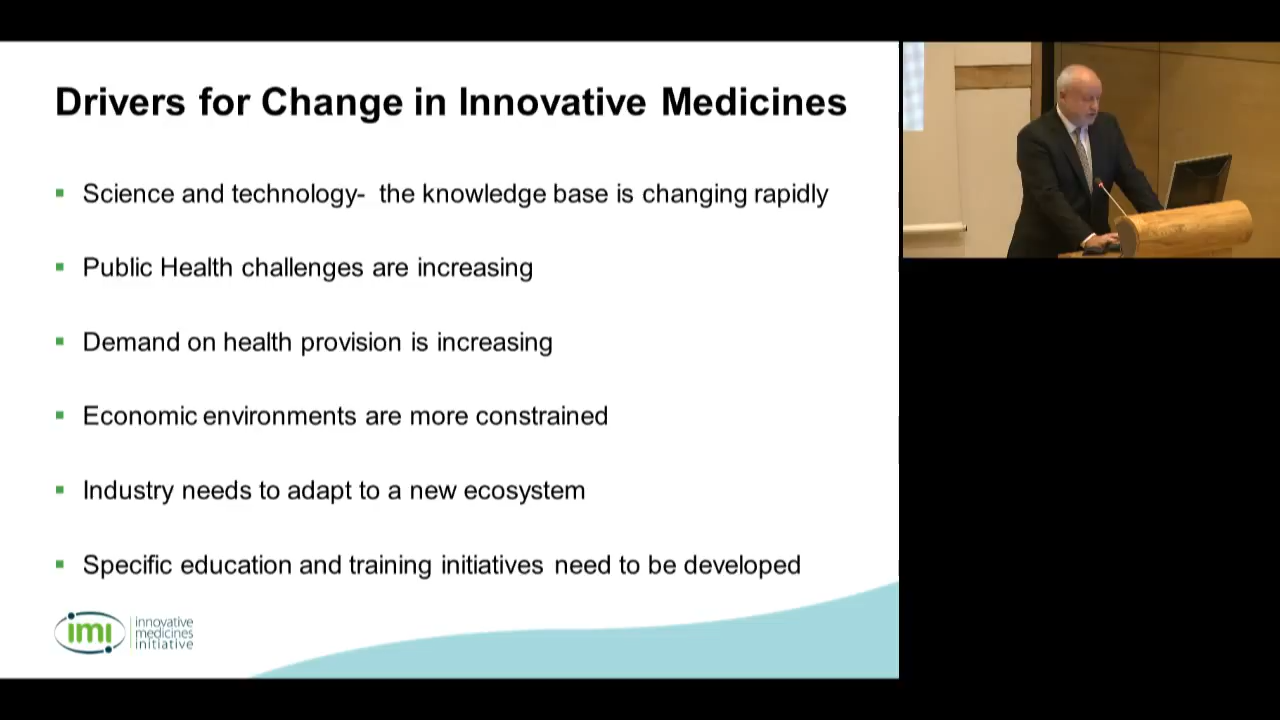 Drivers for Change in Innovative Medicines
Science and technology-  the knowledge base is changing rapidly
Public Health challenges are increasing
Demand on health provision is increasing
Economic environments are more constrained
Industry needs to adapt to a new ecosystem
Specific education and training initiatives need to be developed
imi
innovative
medicines
initiative